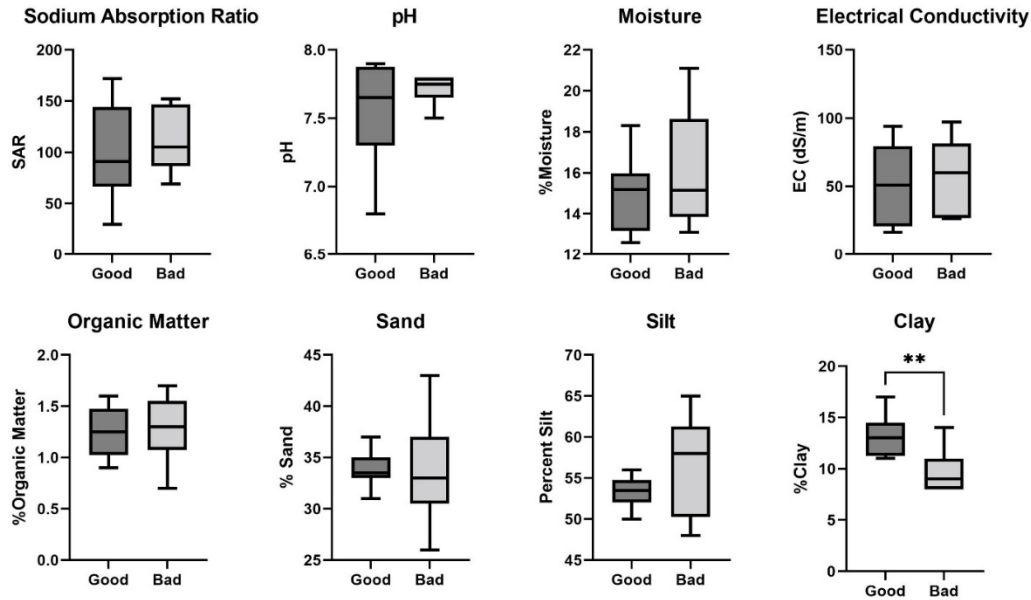 Sodium Absorption Ratio
200
150
100
50
0
SAR
Good Bad
pH
8.0
7.5
7.0
6.5
pH
Good Bad
Moisture
22
20
18
16
14
12
%Moisture
Good Bad
Electrical Conductivity
150
100
50
0
EC (dS/m)
Good Bad
Organic Matter
2.0
1.5
1.0
0.5
0.0
%Organic Matter
Good Bad
Sand
45
40
35
30
25
% Sand
Good Bad
Silt
70
65
60
55
50
45
Percent Silt
Good Bad
Clay
20
15
10
5
0
%Clay
**
Good Bad